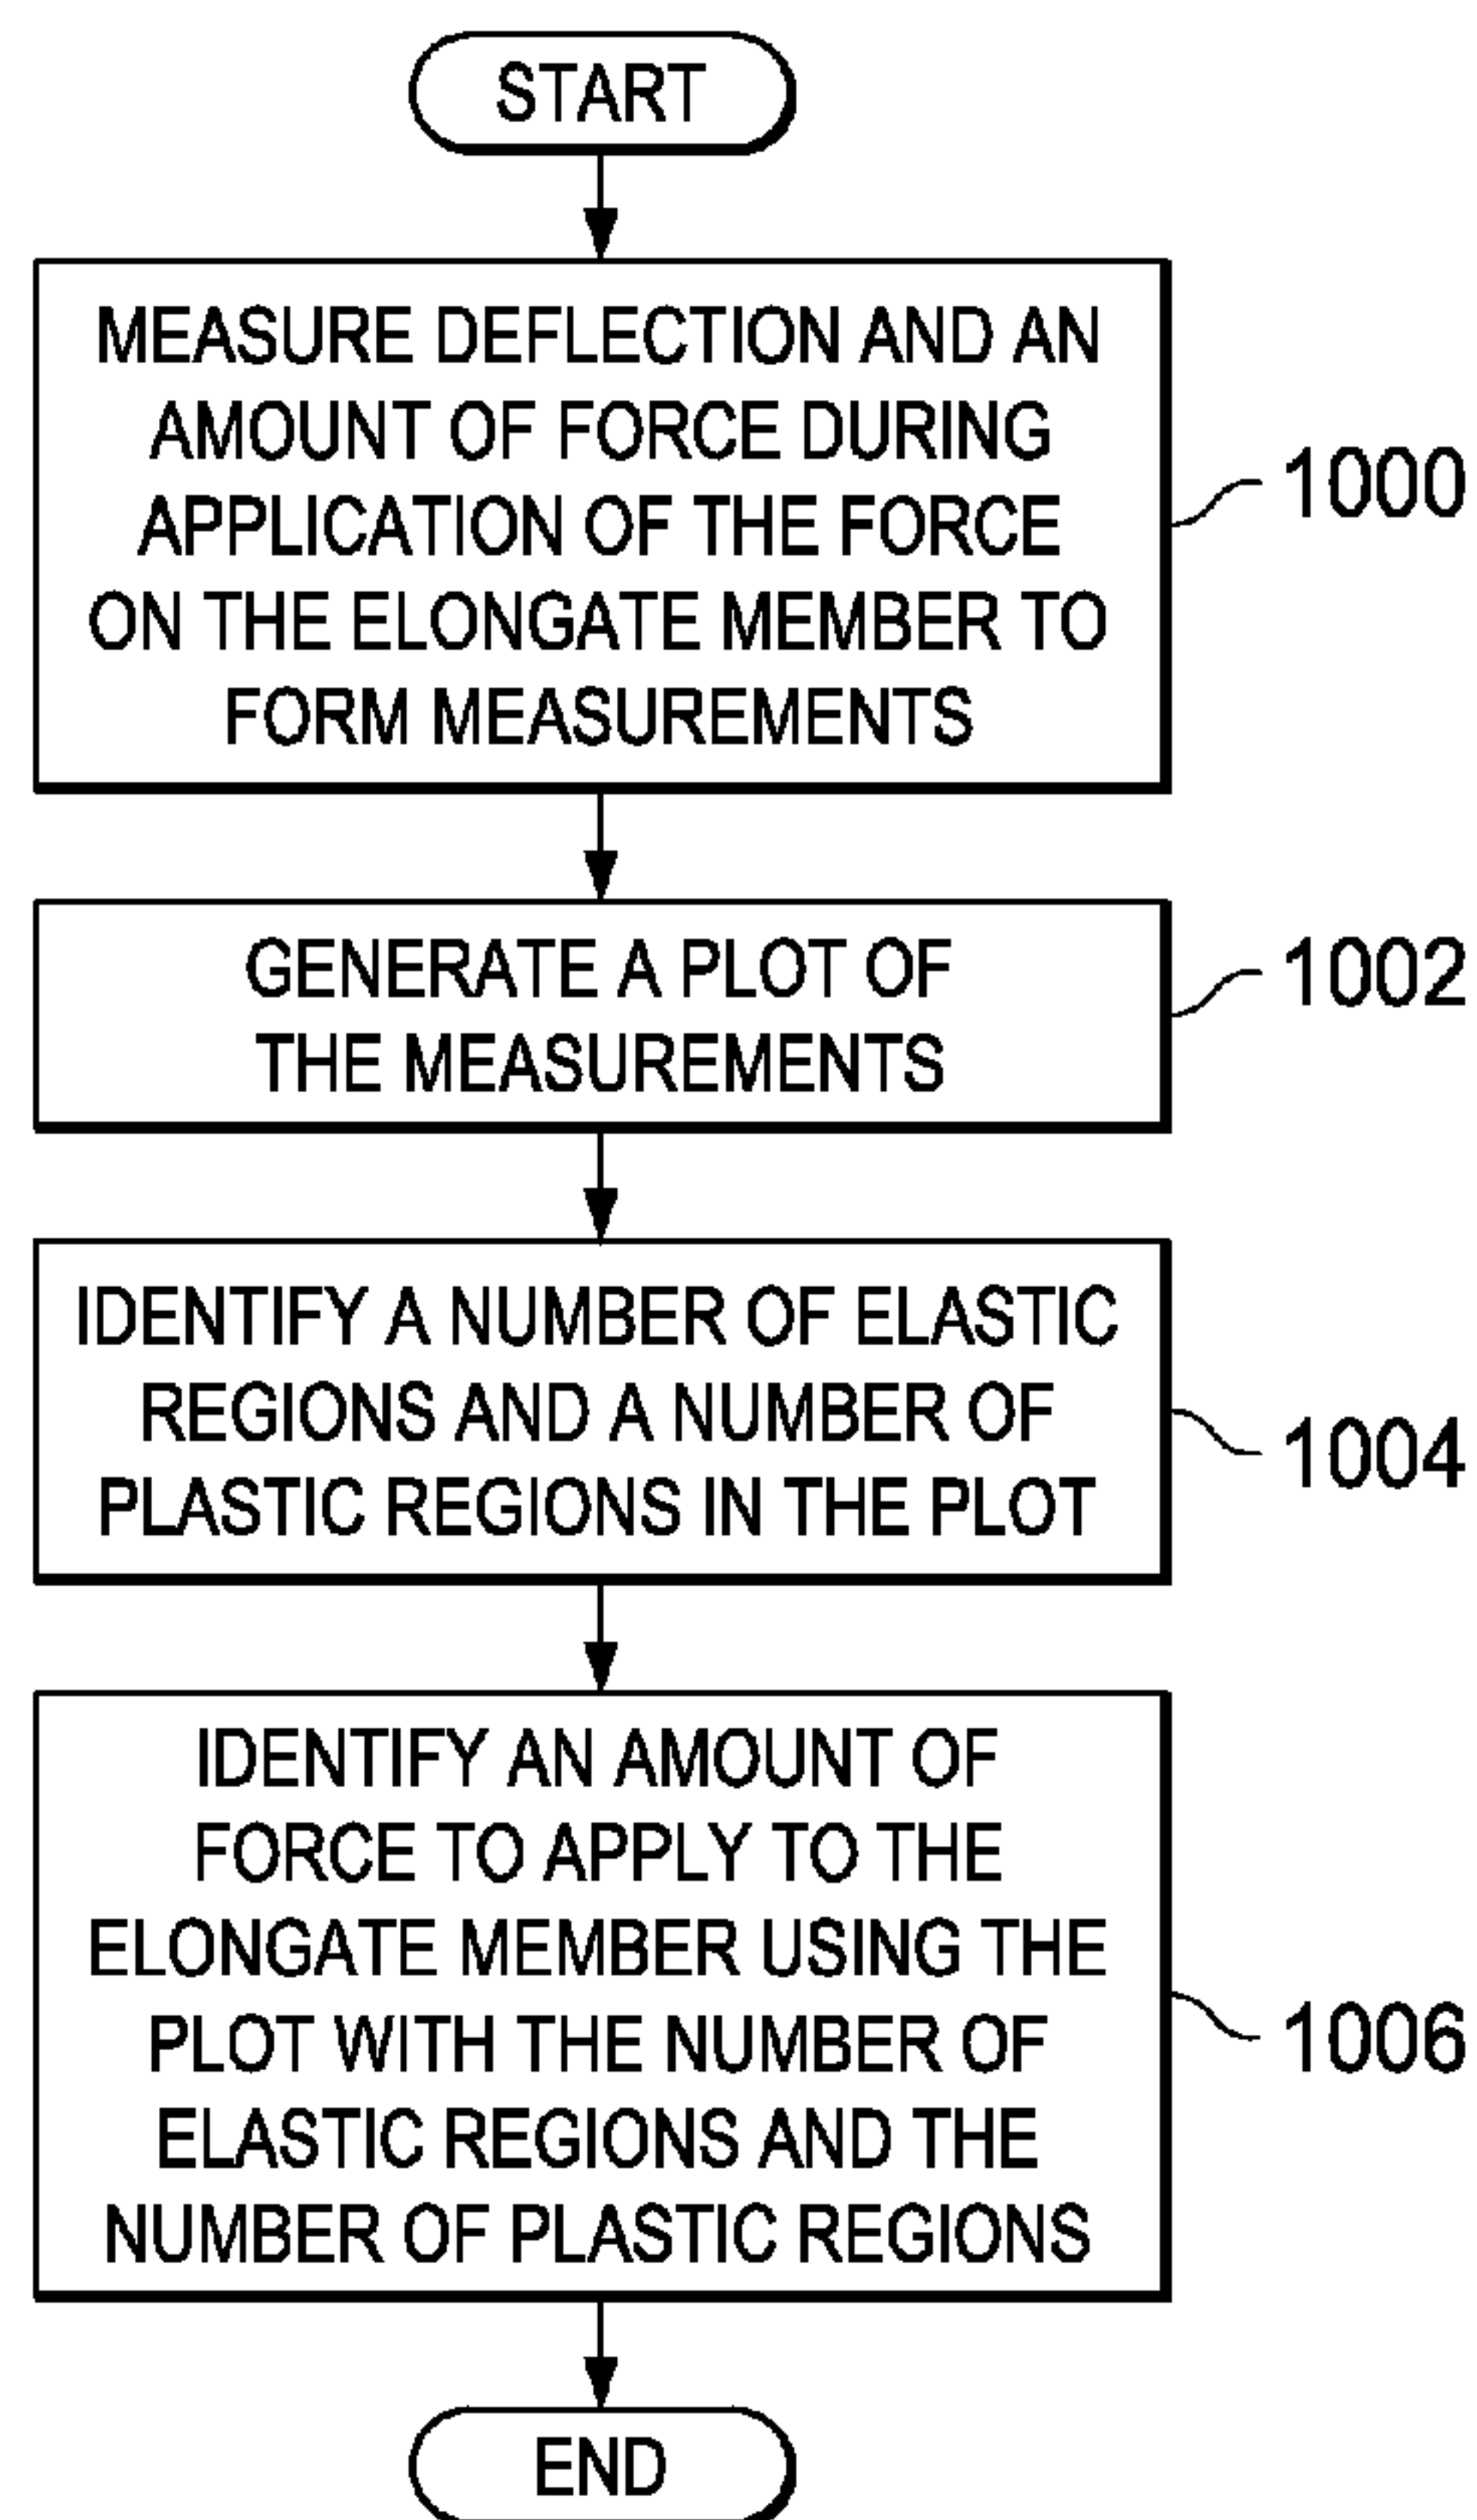 START
MEASURE DEFLECTION AND AN
AMOUNT OF FORCE DURING
APPLICATION OF THE FORCE
ON THE ELONGATE MEMBER TO
FORM MEASUREMENTS
1000
GENERATE A PLOT OF
THE MEASUREMENTS
1002
IDENTIFY A NUMBER OF ELASTIC
REGIONS AND A NUMBER OF
PLASTIC REGIONS IN THE PLOT
1004
IDENTIFY AN AMOUNT OF
FORCE TO APPLY TO THE
ELONGATE MEMBER USING THE
PLOT WITH THE NUMBER OF
ELASTIC REGIONS AND THE
NUMBER OF PLASTIC REGIONS
1006
END